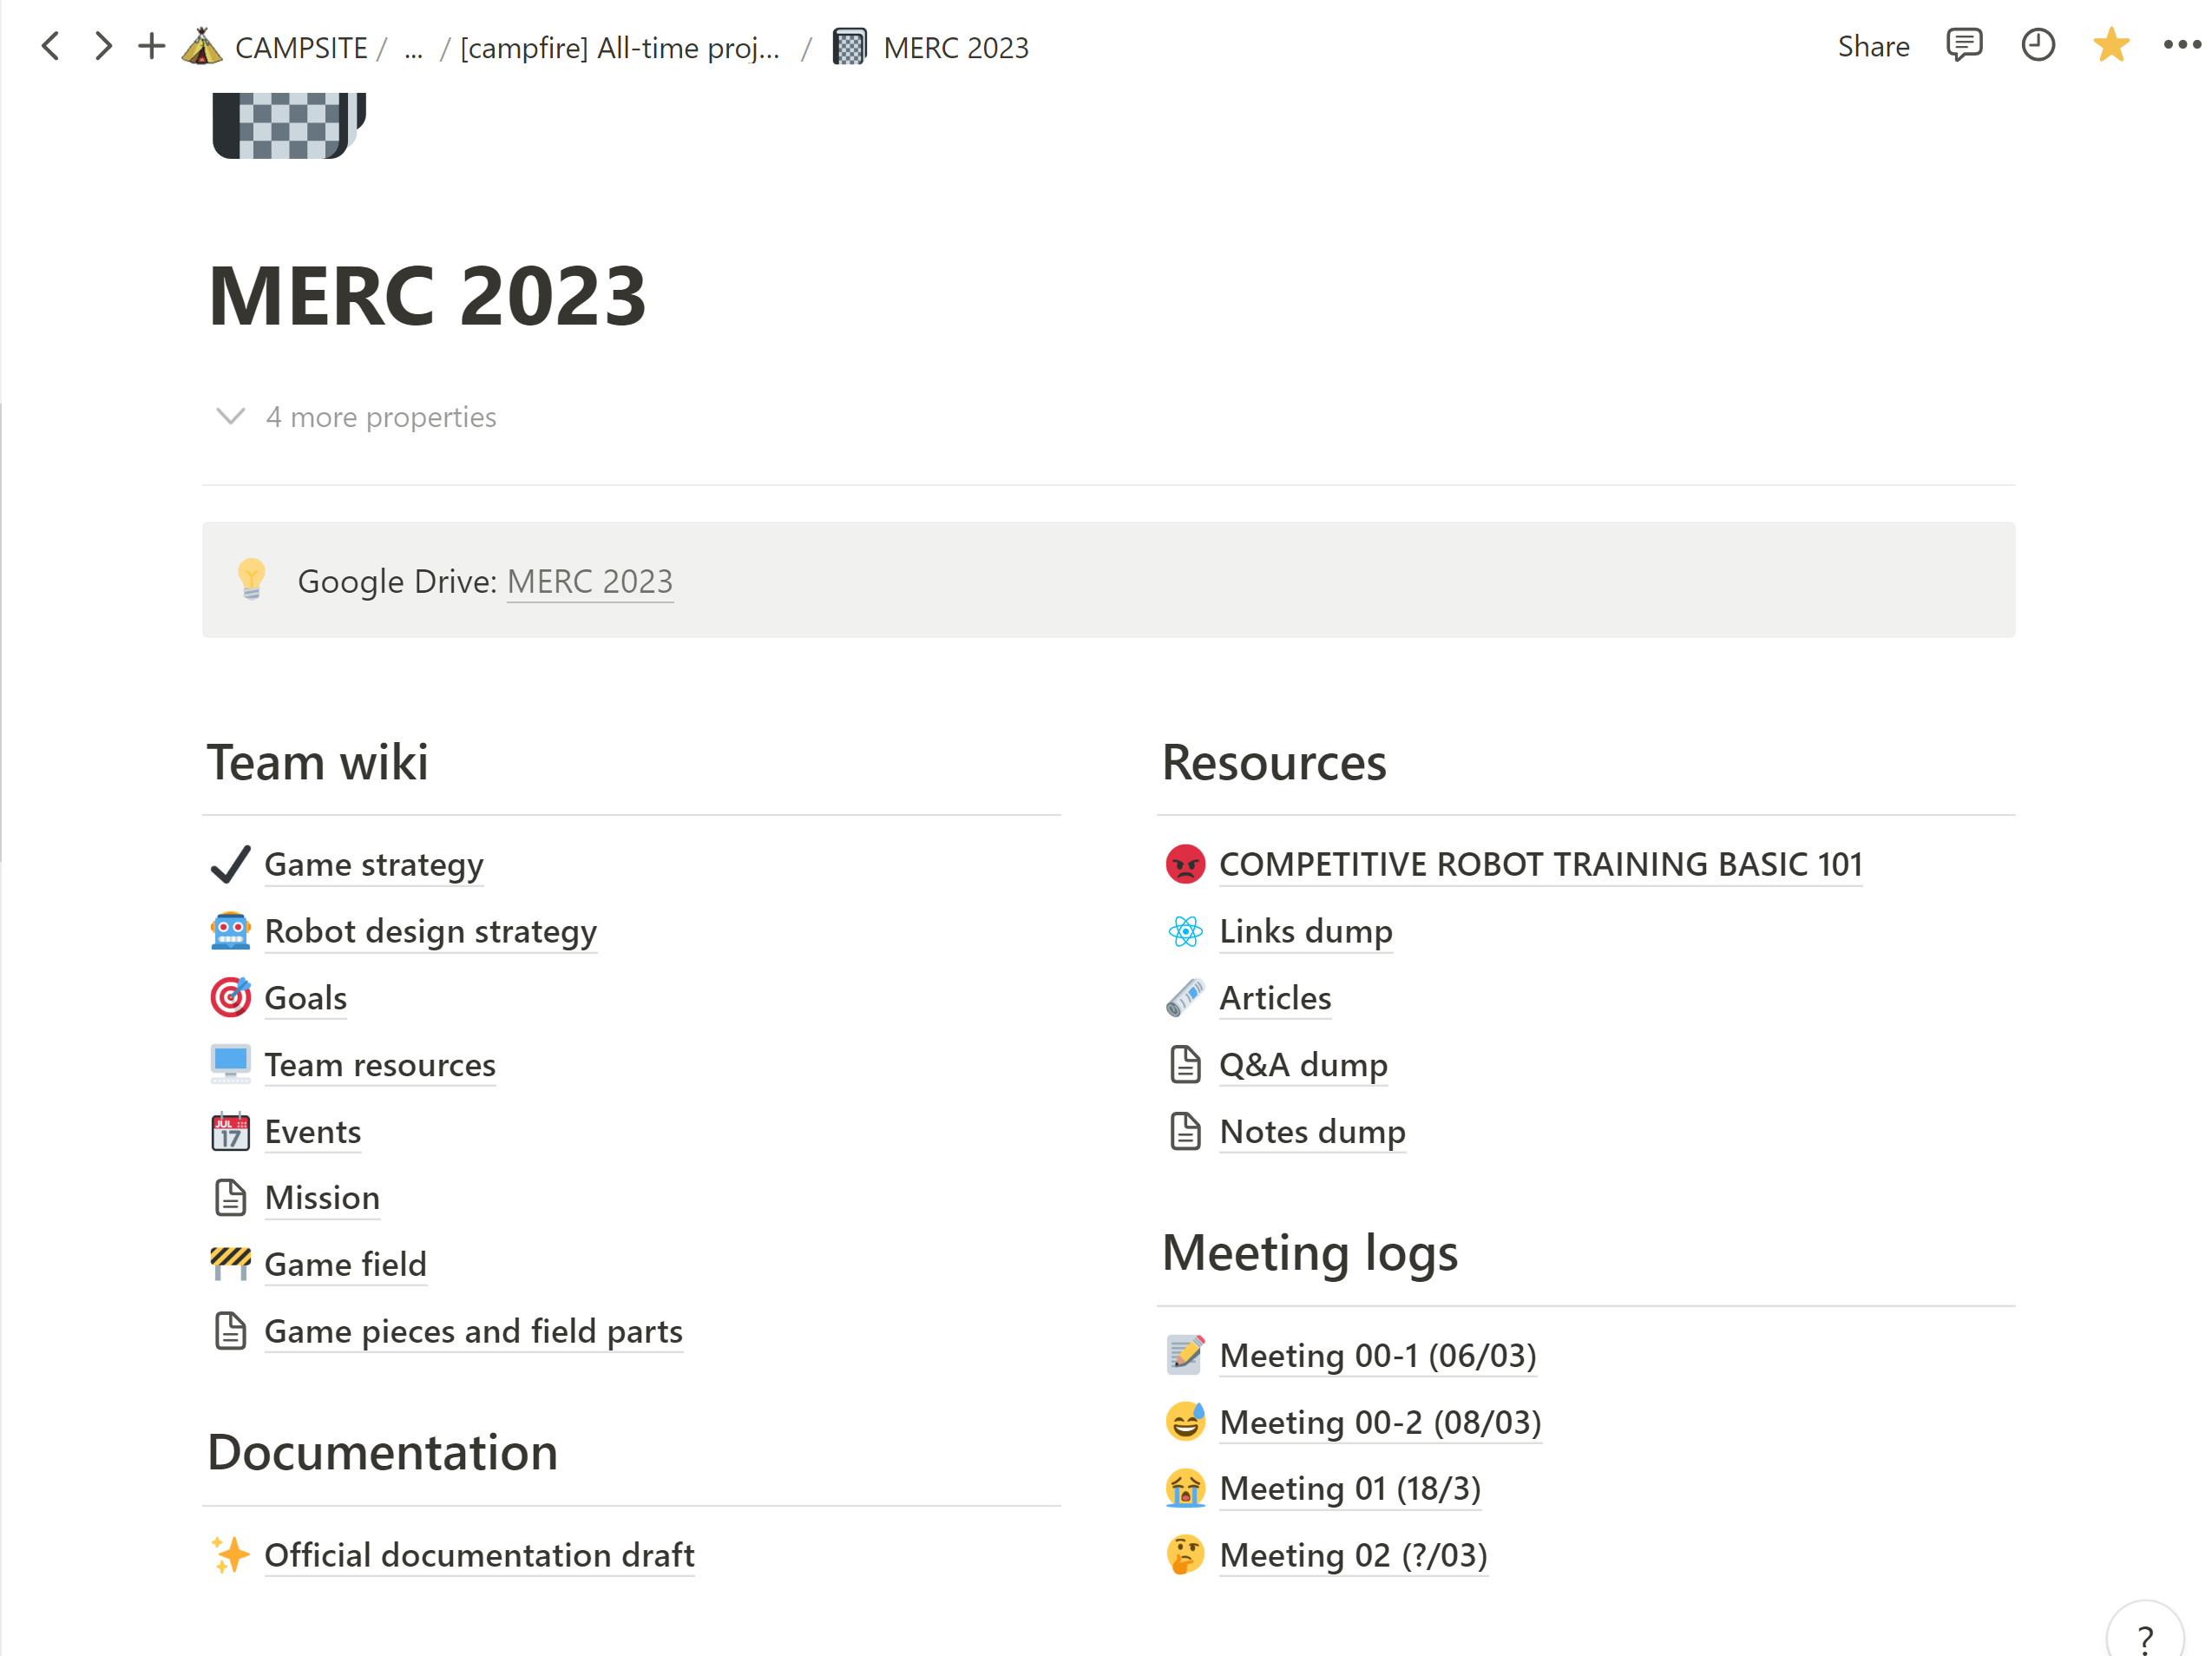 CAMPSITE / ... / [campfire] All-time proj... / MERC 2023
Share
MERC 2023
4 more properties
Google Drive: MERC 2023
Team wiki
Game strategy
Robot design strategy
Goals
Team resources
JUL
17
Events
Mission
Game field
Game pieces and field parts
Documentation
Official documentation draft
Resources
COMPETITIVE ROBOT TRAINING BASIC 101
Links dump
Articles
Q&A dump
Notes dump
Meeting logs
Meeting 00-1 (06/03)
Meeting 00-2 (08/03)
Meeting 01 (18/3)
Meeting 02 (?/03)
?